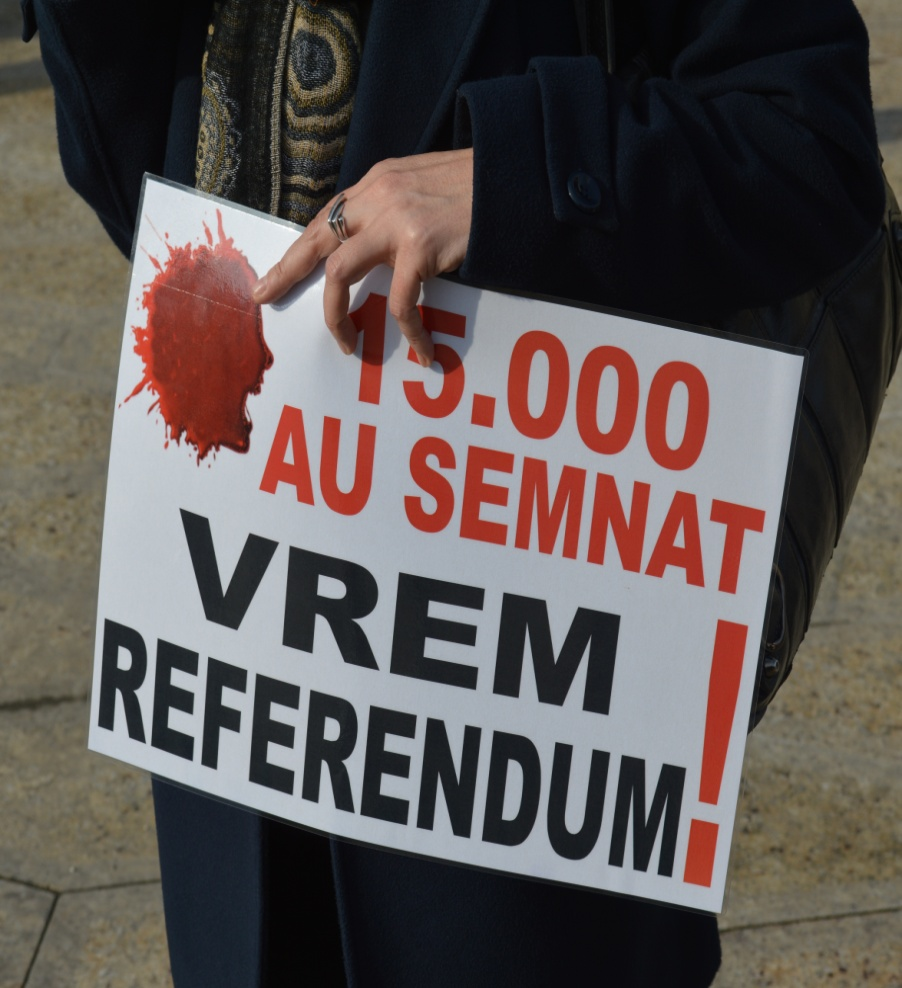 15.000
AU SEMNAT
VREM
REFERENDUM!